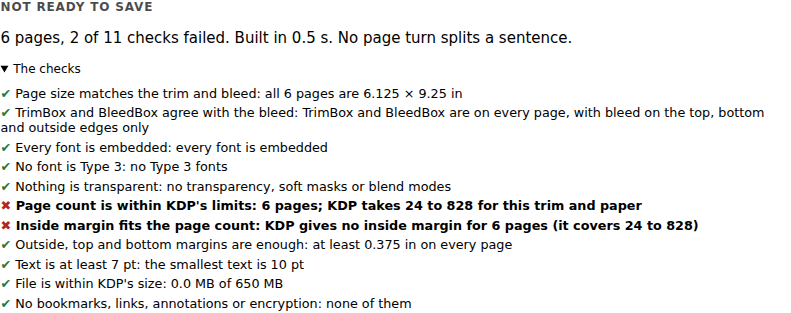 NOT READY TO SAVE
6 pages, 2 of 11 checks failed. Built in 0.5 s. No page turn splits a sentence.
▼ The checks
✔ Page size matches the trim and bleed: all 6 pages are 6.125 × 9.25 in
✔ TrimBox and BleedBox agree with the bleed: TrimBox and BleedBox are on every page, with bleed on the top, bottom
and outside edges only
✔ Every font is embedded: every font is embedded
✔ No font is Type 3: no Type 3 fonts
✔ Nothing is transparent: no transparency, soft masks or blend modes
✖ Page count is within KDP's limits: 6 pages; KDP takes 24 to 828 for this trim and paper
✖ Inside margin fits the page count: KDP gives no inside margin for 6 pages (it covers 24 to 828)
✔ Outside, top and bottom margins are enough: at least 0.375 in on every page
✔ Text is at least 7 pt: the smallest text is 10 pt
✔ File is within KDP's size: 0.0 MB of 650 MB
✔ No bookmarks, links, annotations or encryption: none of them